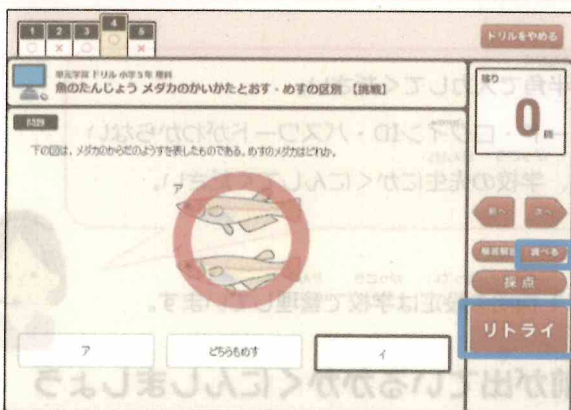 1 2 3 4 5
○ × × ○ ×
ドリルをやめる
単元学習 ドリル 小学5年 理科
魚のたんじょう メダカのかいかたとおす・めすの区別 【挑戦】
残り
0
問
下の図は、メダカのからだのようすを表したものである。めすのメダカはどれか。
ア
前へ 次へ
解答解説 調べる
採点
リトライ
ア どちらもめす イ